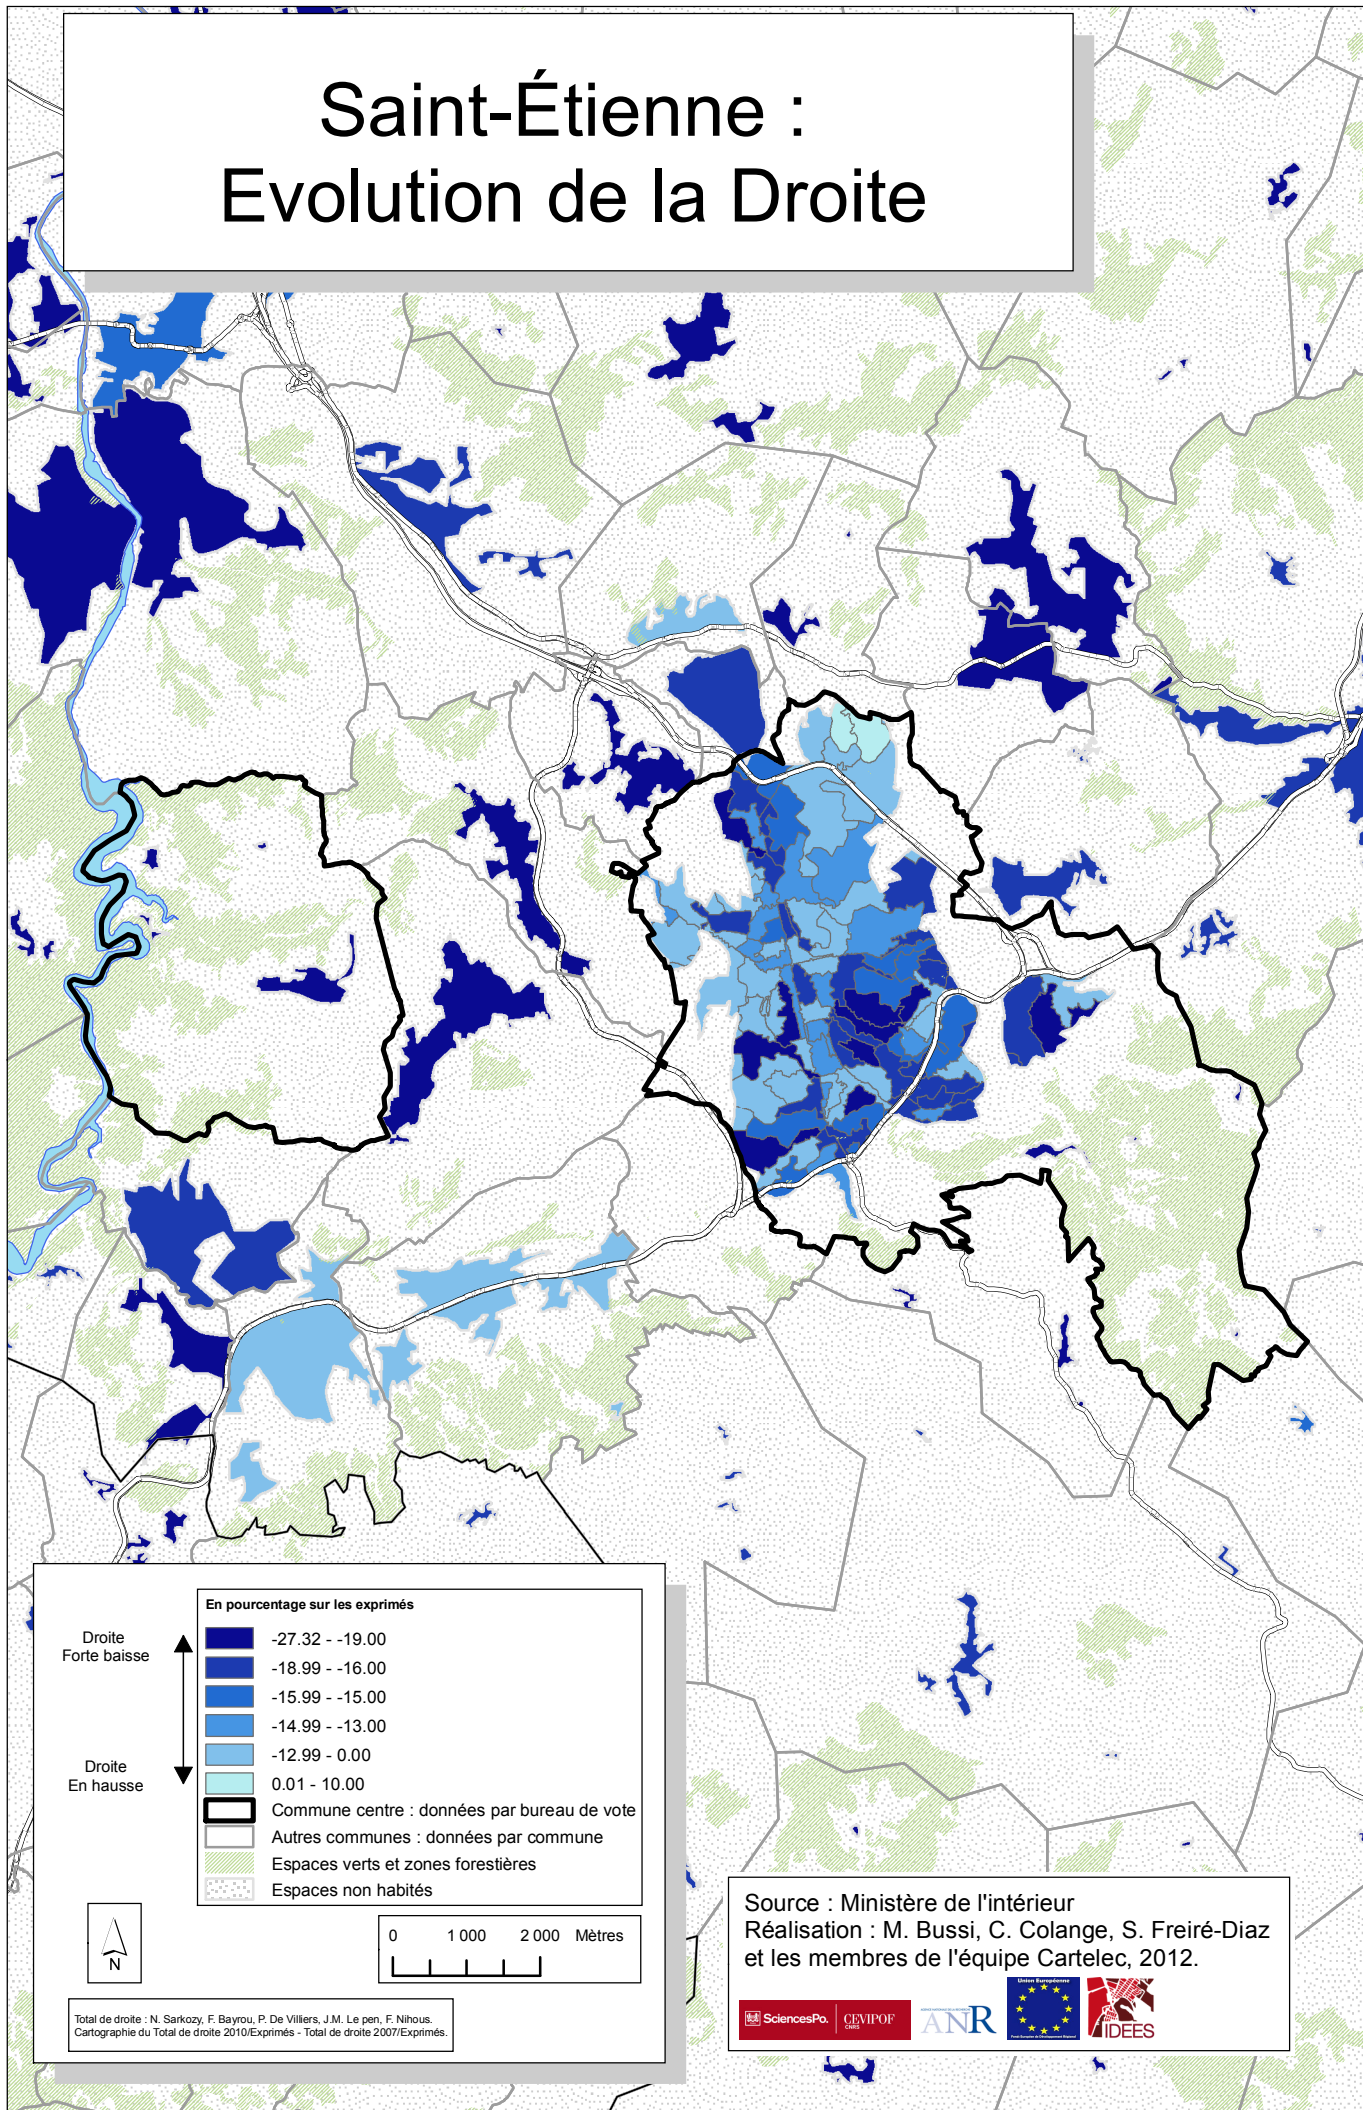 Saint-Étienne :
Evolution de la Droite
En pourcentage sur les exprimés
Droite
Forte baisse
-27.32 - -19.00
-18.99 - -16.00
-15.99 - -15.00
-14.99 - -13.00
-12.99 - 0.00
0.01 - 10.00
Droite
En hausse
Commune centre : données par bureau de vote
Autres communes : données par commune
Espaces verts et zones forestières
Espaces non habités
N
0 1 000 2 000 Mètres
Total de droite : N. Sarkozy, F. Bayrou, P. De Villiers, J.M. Le pen, F. Nihous.
Cartographie du Total de droite 2010/Exprimés - Total de droite 2007/Exprimés.
Source : Ministère de l'intérieur
Réalisation : M. Bussi, C. Colange, S. Freiré-Diaz
et les membres de l'équipe Cartelec, 2012.
SciencesPo.
CEVIPOF
CNRS
ANR
Union Européenne
IDEES